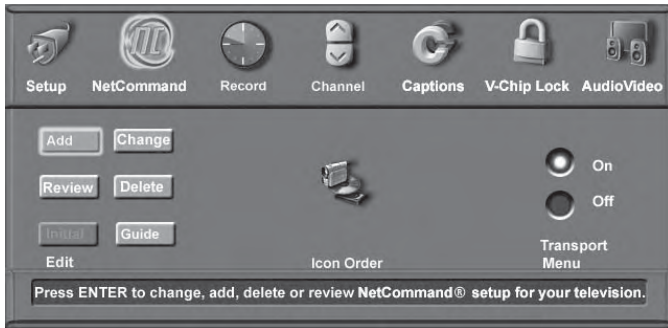 Setup NetCommand Record Channel Captions V-Chip Lock AudioVideo
Add Change
On
Review Delete
Off
Initial Guide
Transport
Edit Icon Order Menu
Press ENTER to change, add, delete or review NetCommand® setup for your television.